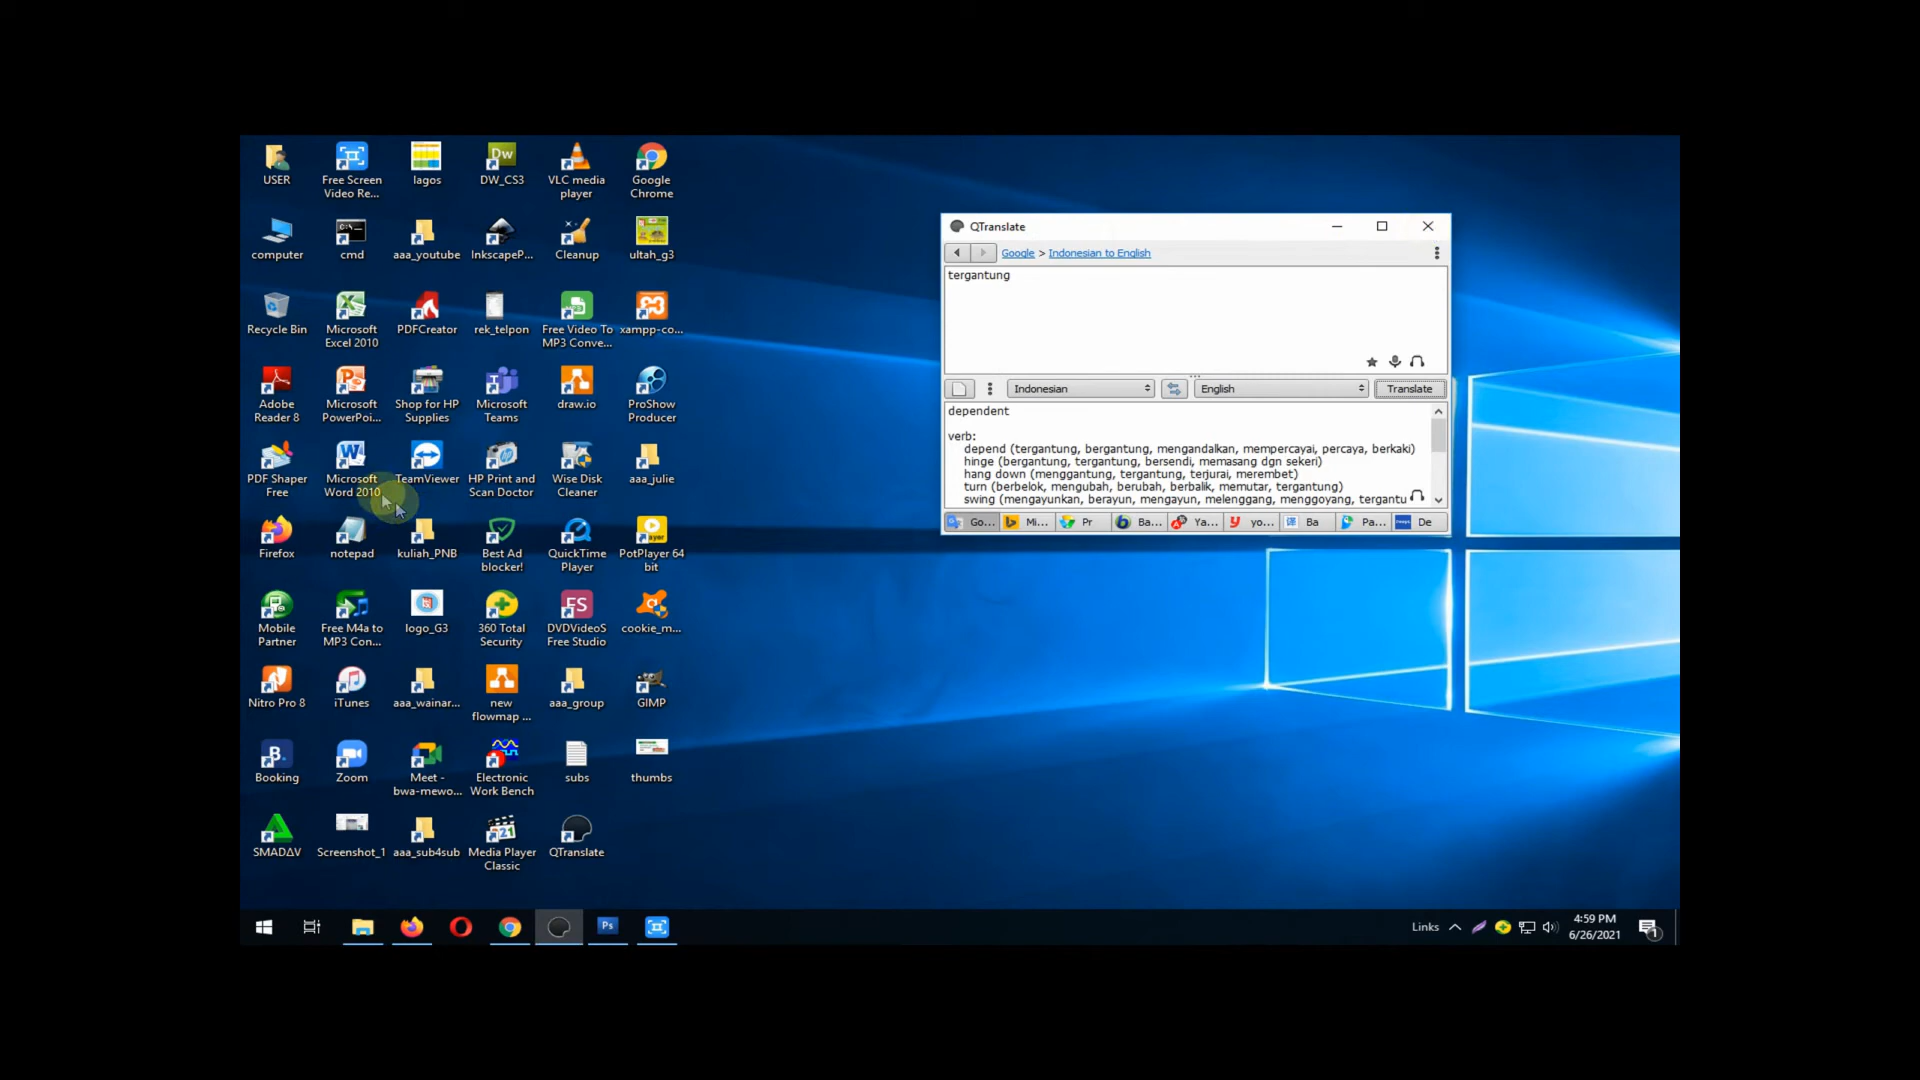 USER
Free Screen
Video Re...
lagos
DW_CS3
VLC media
player
Google
Chrome
computer
cmd
aaa_youtube
InkscapeP...
Cleanup
ultah_g3
Recycle Bin
Microsoft
Excel 2010
PDFCreator
rek_telpon
Free Video To
MP3 Conve...
xampp-co...
Adobe
Reader 8
Microsoft
PowerPoi...
Shop for HP
Supplies
Microsoft
Teams
draw.io
ProShow
Producer
PDF Shaper
Free
Microsoft
Word 2010
TeamViewer
HP Print and
Scan Doctor
Wise Disk
Cleaner
aaa_julie
Firefox
notepad
kuliah_PNB
Best Ad
blocker!
QuickTime
Player
PotPlayer 64
bit
Mobile
Partner
Free M4a to
MP3 Con...
logo_G3
360 Total
Security
DVDVideoS
Free Studio
cookie_m...
Nitro Pro 8
iTunes
aaa_wainar...
new
flowmap ...
aaa_group
GIMP
Booking
Zoom
Meet -
bwa-mewo...
Electronic
Work Bench
subs
thumbs
SMADΔV
Screenshot_1
aaa_sub4sub
Media Player
Classic
QTranslate
QTranslate
Google > Indonesian to English
tergantung
Indonesian English Translate
dependent
verb:
depend (tergantung, bergantung, mengandalkan, mempercayai, percaya, berkaki)
hinge (bergantung, tergantung, bersendi, memasang dgn sekeri)
hang down (menggantung, tergantung, terjurai, merembet)
turn (berbelok, mengubah, berubah, berbalik, memutar, tergantung)
swing (mengayunkan, berayun, mengayun, melenggang, menggoyang, tergantu
Go... Mi... Pr Ba... Ya... yo... Ba Pa... De
Ps
Links
4:59 PM
6/26/2021
1